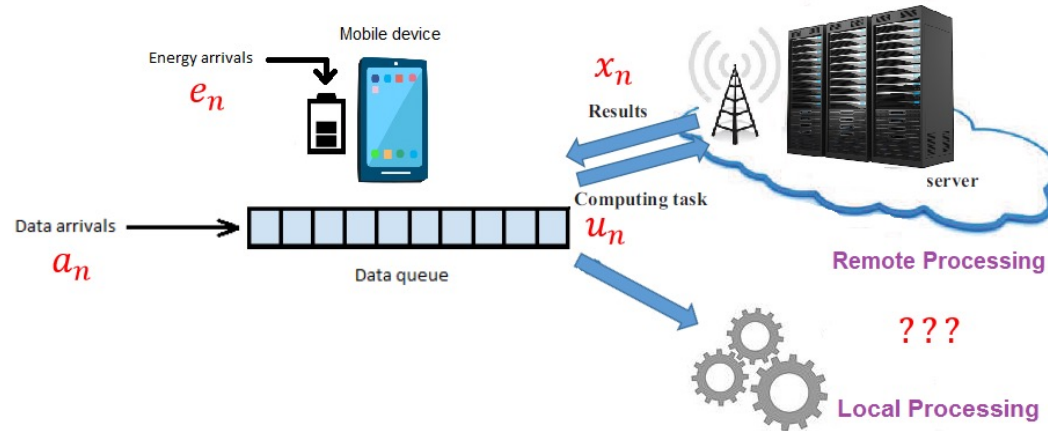 Mobile device
Energy arrivals
e_n
x_n
Results
server
Computing task
Data arrivals
u_n
a_n
Data queue
Remote Processing
???
Local Processing